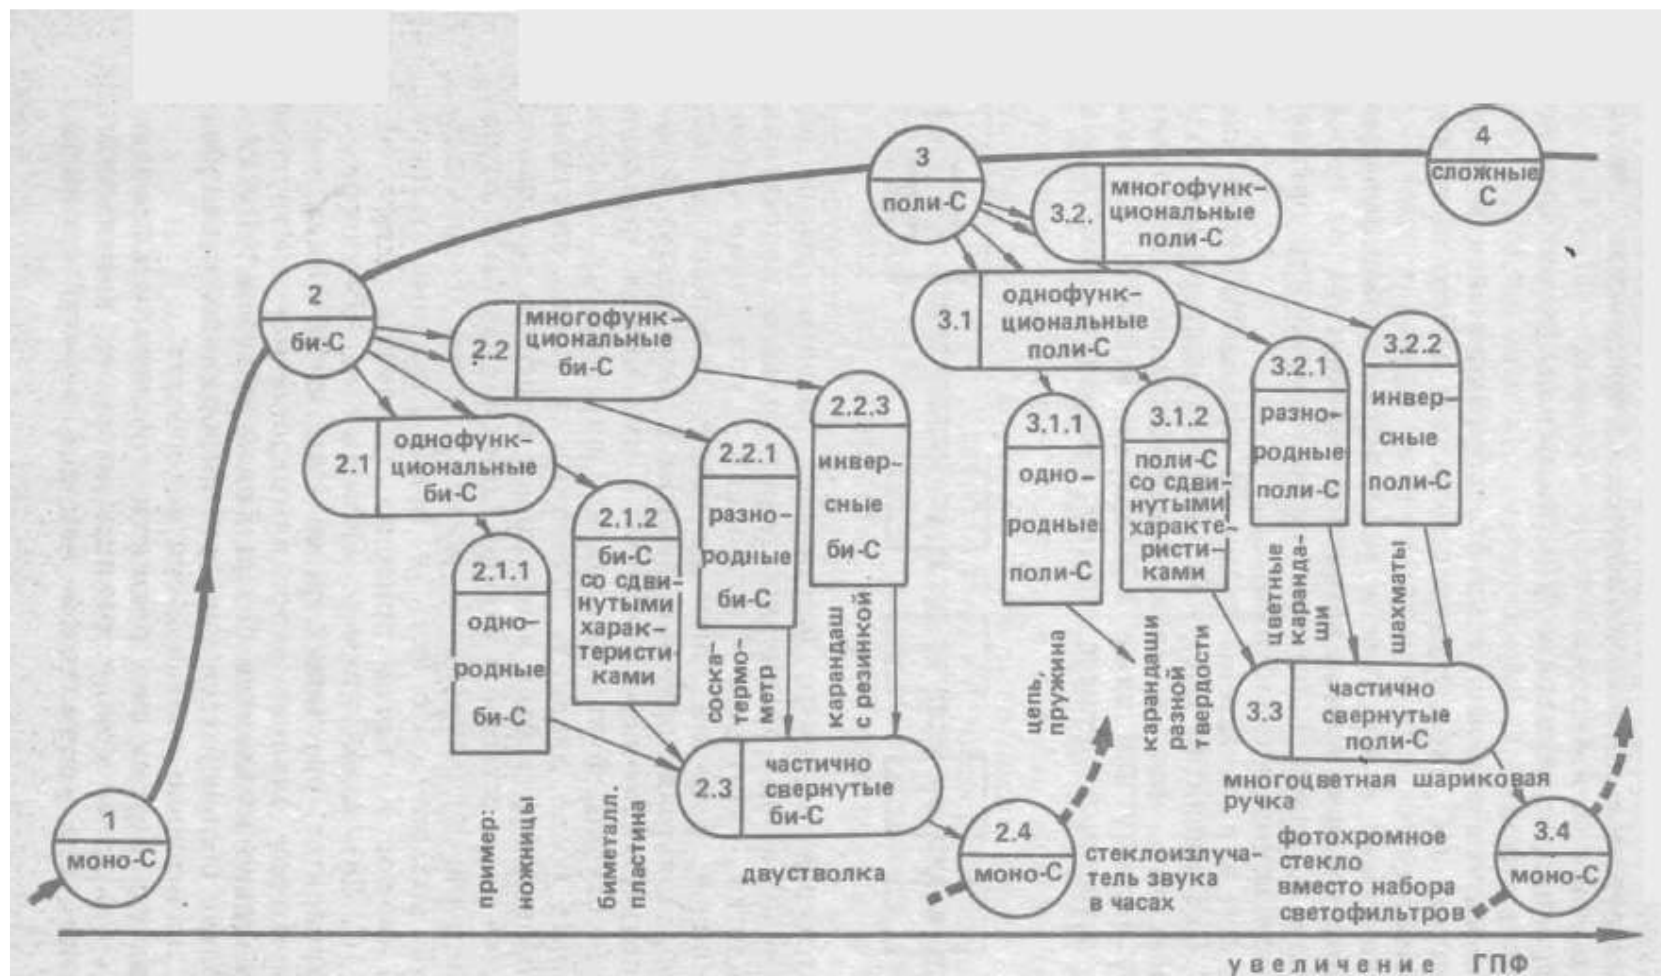 1
моно-С
2
би-С
2.1
однофунк-
циональные
би-С
2.2
многофунк-
циональные
би-С
2.1.1
одно-
родные
би-С
пример:
ножницы
2.1.2
би-С
со сдви-
нутыми
харак-
теристи
ками
биметалл.
пластина
2.2.1
разно-
родные
би-С
соска-
термо-
метр
2.2.3
инвер-
сные
би-С
карандаш
с резинкой
2.3
частично
свернутые
би-С
двустволка
2.4
моно-С
стеклоизлуча-
тель звука
в часах
3
поли-С
3.1
однофунк-
циональные
поли-С
3.2.
многофунк-
циональные
поли-С
3.1.1
одно-
родные
поли-С
цепь,
пружина
3.1.2
поли-С
со сдви-
нутыми
характе-
ристи-
ками
карандаши
разной
твердости
3.2.1
разно-
родные
поли-С
цветные
каранда-
ши
3.2.2
инвер-
сные
поли-С
шахматы
3.3
частично
свернутые
поли-С
многоцветная шариковая
ручка
3.4
моно-С
фотохромное
стекло
вместо набора
светофильтров
4
сложные
С
увеличение ГПФ